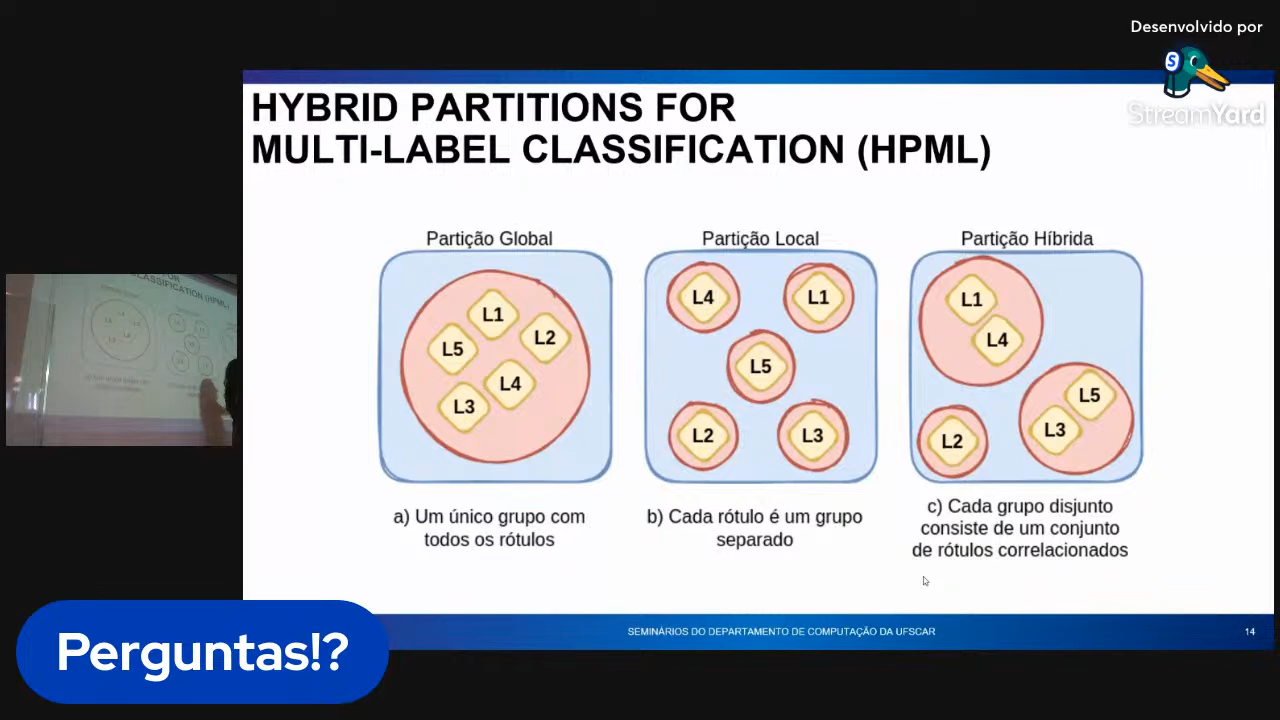 Desenvolvido por
S
StreamYard
HYBRID PARTITIONS FOR
MULTI-LABEL CLASSIFICATION (HPML)
Partição Global
L1
L2
L5
L4
L3
a) Um único grupo com
todos os rótulos
Partição Local
L4
L1
L5
L2
L3
b) Cada rótulo é um grupo
separado
Partição Híbrida
L1
L4
L5
L3
L2
c) Cada grupo disjunto
consiste de um conjunto
de rótulos correlacionados
Perguntas!?
SEMINÁRIOS DO DEPARTAMENTO DE COMPUTAÇÃO DA UFSCAR
14